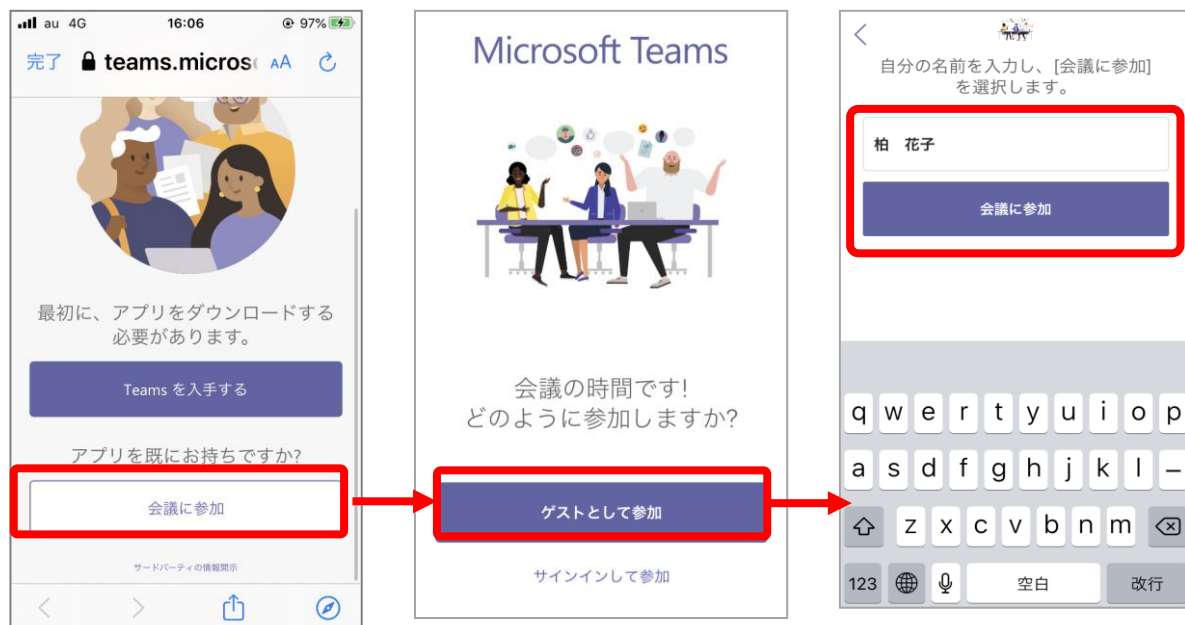 au 4G 16:06 97%
完了 teams.micros AA
最初に、アプリをダウンロードする
必要があります。
Teams を入手する
アプリを既にお持ちですか?
会議に参加
サードパーティの情報開示
Microsoft Teams
会議の時間です!
どのように参加しますか?
ゲストとして参加
サインインして参加
自分の名前を入力し、[会議に参加]
を選択します。
柏　花子
会議に参加
q w e r t y u i o p
a s d f g h j k l –
z x c v b n m
123 空白 改行